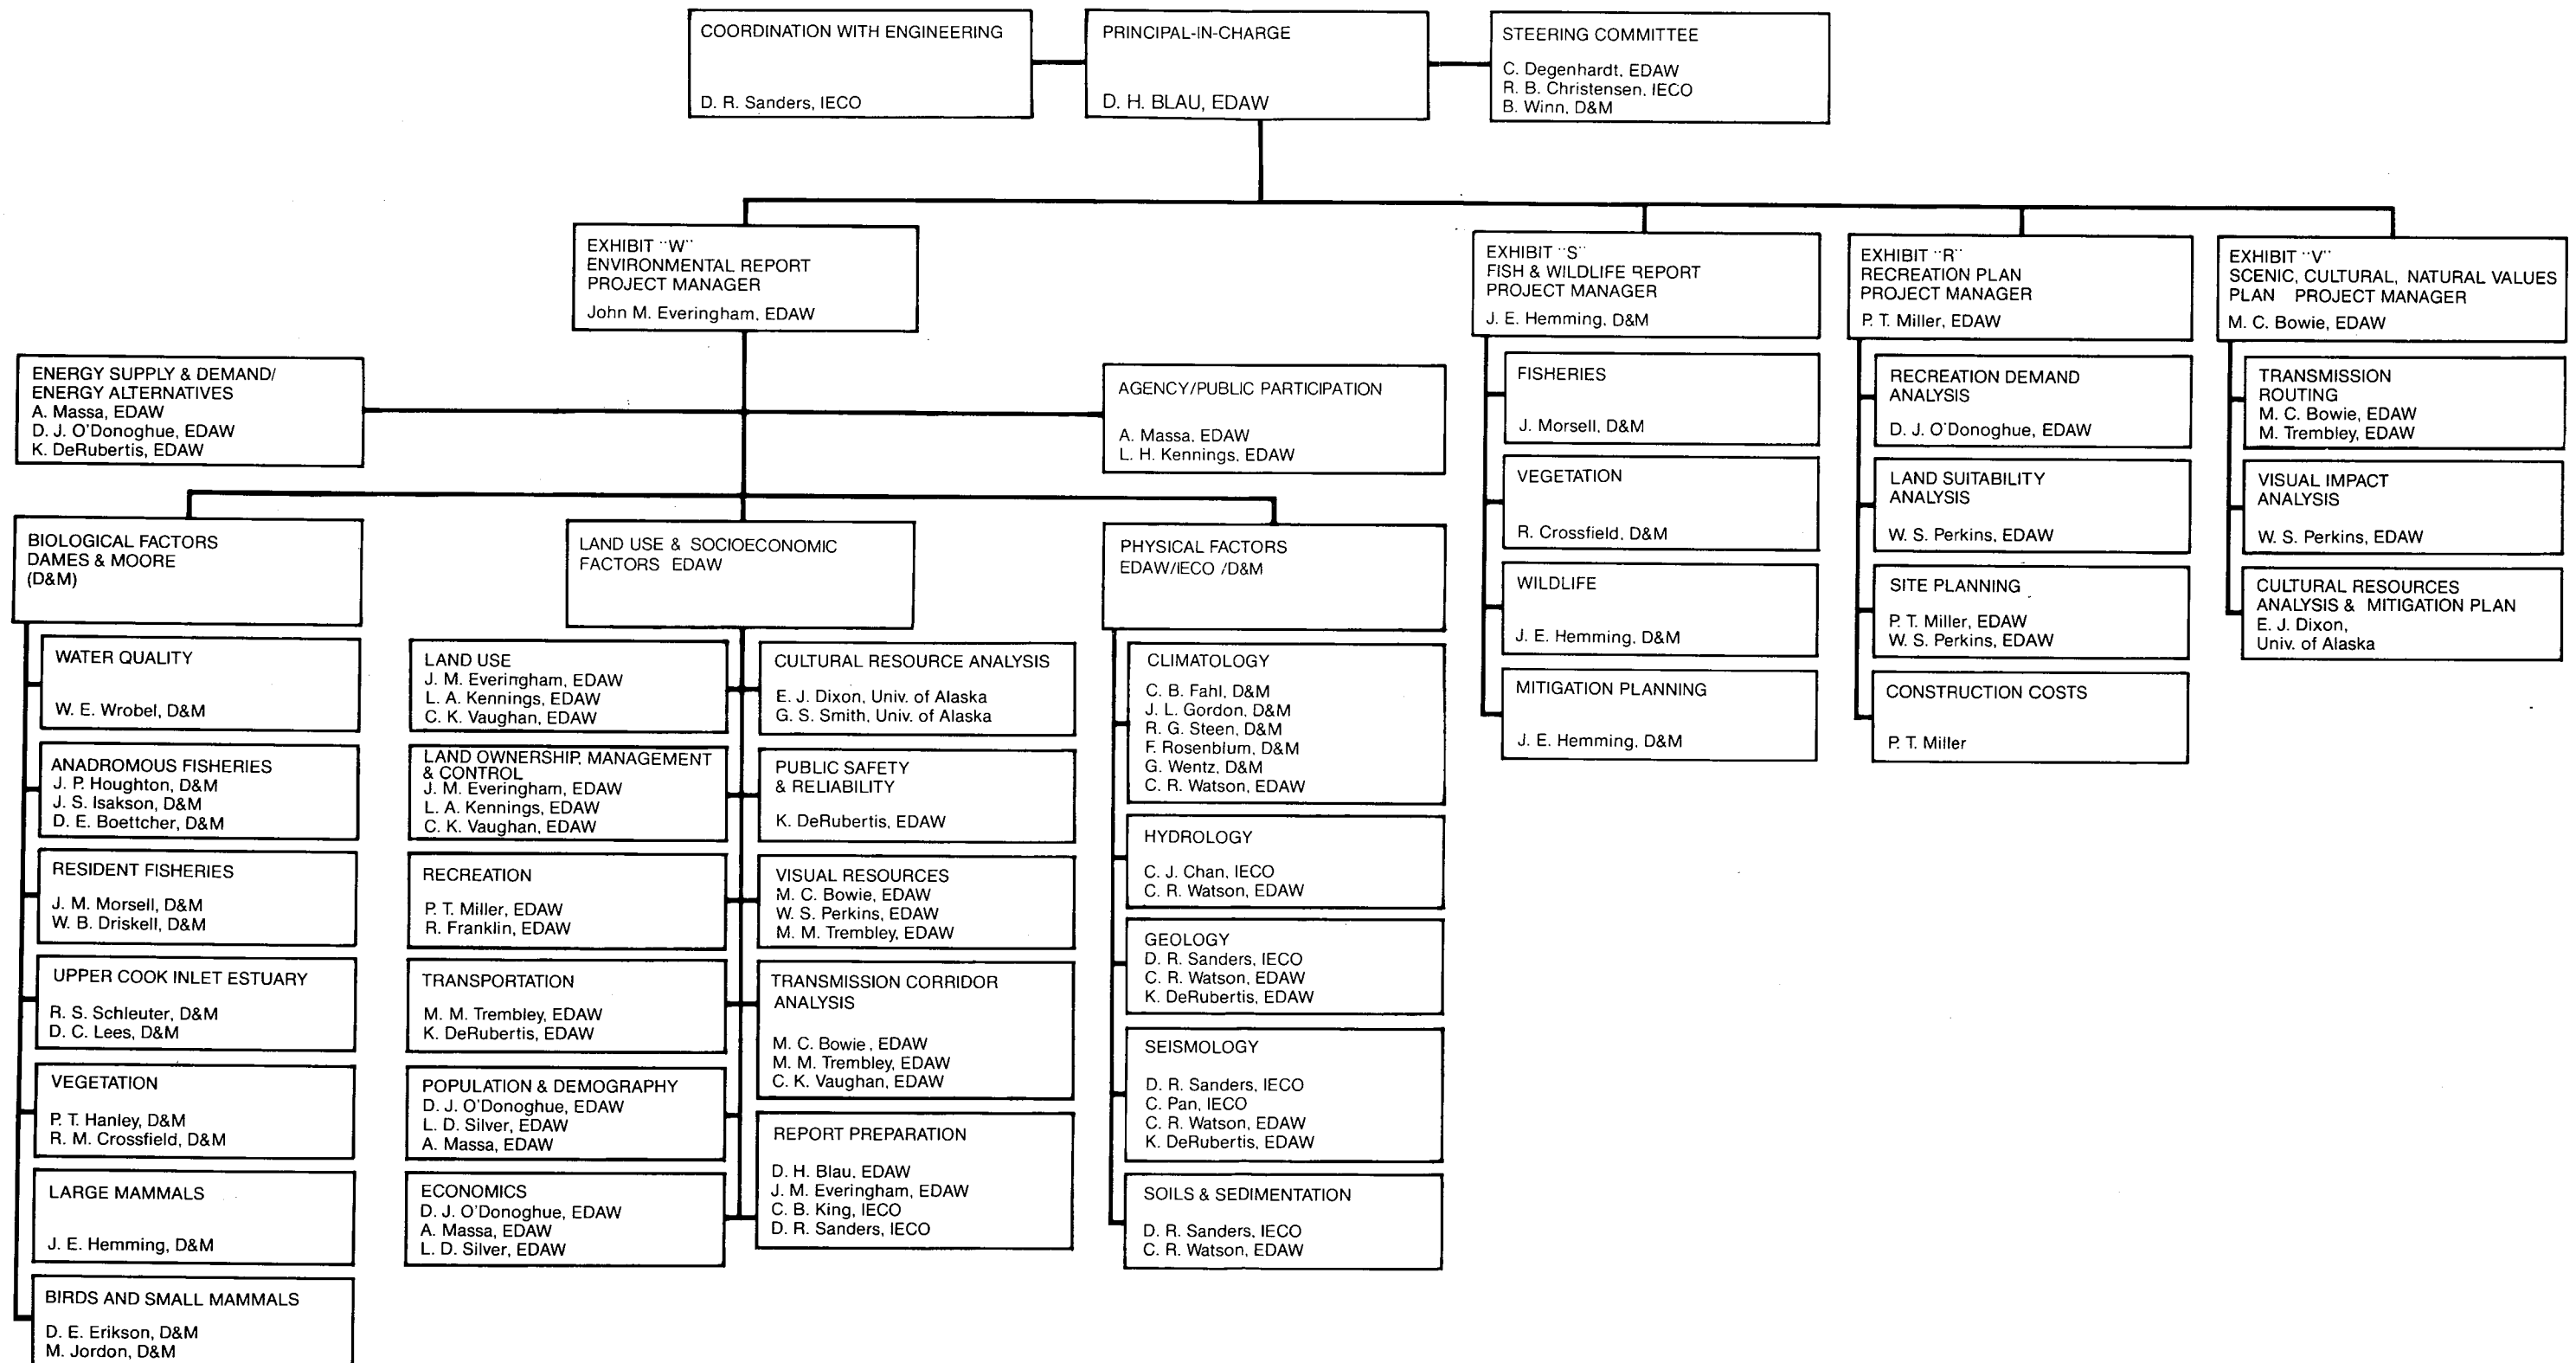 COORDINATION WITH ENGINEERING
D. R. Sanders, IECO
PRINCIPAL-IN-CHARGE
D. H. BLAU, EDAW
STEERING COMMITTEE
C. Degenhardt, EDAW
R. B. Christensen, IECO
B. Winn, D&M
EXHIBIT "W"
ENVIRONMENTAL REPORT
PROJECT MANAGER
John M. Everingham, EDAW
EXHIBIT "S"
FISH & WILDLIFE REPORT
PROJECT MANAGER
J. E. Hemming, D&M
EXHIBIT "R"
RECREATION PLAN
PROJECT MANAGER
P. T. Miller, EDAW
EXHIBIT "V"
SCENIC, CULTURAL, NATURAL VALUES
PLAN PROJECT MANAGER
M. C. Bowie, EDAW
ENERGY SUPPLY & DEMAND/
ENERGY ALTERNATIVES
A. Massa, EDAW
D. J. O'Donoghue, EDAW
K. DeRubertis, EDAW
AGENCY/PUBLIC PARTICIPATION
A. Massa, EDAW
L. H. Kennings, EDAW
BIOLOGICAL FACTORS
DAMES & MOORE
(D&M)
WATER QUALITY
W. E. Wrobel, D&M
ANADROMOUS FISHERIES
J. P. Houghton, D&M
J. S. Isakson, D&M
D. E. Boettcher, D&M
RESIDENT FISHERIES
J. M. Morsell, D&M
W. B. Driskell, D&M
UPPER COOK INLET ESTUARY
R. S. Schleuter, D&M
D. C. Lees, D&M
VEGETATION
P. T. Hanley, D&M
R. M. Crossfield, D&M
LARGE MAMMALS
J. E. Hemming, D&M
BIRDS AND SMALL MAMMALS
D. E. Erikson, D&M
M. Jordon, D&M
LAND USE & SOCIOECONOMIC
FACTORS EDAW
LAND USE
J. M. Everingham, EDAW
L. A. Kennings, EDAW
C. K. Vaughan, EDAW
LAND OWNERSHIP, MANAGEMENT
& CONTROL
J. M. Everingham, EDAW
L. A. Kennings, EDAW
C. K. Vaughan, EDAW
RECREATION
P. T. Miller, EDAW
R. Franklin, EDAW
TRANSPORTATION
M. M. Trembley, EDAW
K. DeRubertis, EDAW
POPULATION & DEMOGRAPHY
D. J. O'Donoghue, EDAW
L. D. Silver, EDAW
A. Massa, EDAW
ECONOMICS
D. J. O'Donoghue, EDAW
A. Massa, EDAW
L. D. Silver, EDAW
CULTURAL RESOURCE ANALYSIS
E. J. Dixon, Univ. of Alaska
G. S. Smith, Univ. of Alaska
PUBLIC SAFETY
& RELIABILITY
K. DeRubertis, EDAW
VISUAL RESOURCES
M. C. Bowie, EDAW
W. S. Perkins, EDAW
M. M. Trembley, EDAW
TRANSMISSION CORRIDOR
ANALYSIS
M. C. Bowie, EDAW
M. M. Trembley, EDAW
C. K. Vaughan, EDAW
REPORT PREPARATION
D. H. Blau, EDAW
J. M. Everingham, EDAW
C. B. King, IECO
D. R. Sanders, IECO
PHYSICAL FACTORS
EDAW/IECO /D&M
CLIMATOLOGY
C. B. Fahl, D&M
J. L. Gordon, D&M
R. G. Steen, D&M
F. Rosenblum, D&M
G. Wentz, D&M
C. R. Watson, EDAW
HYDROLOGY
C. J. Chan, IECO
C. R. Watson, EDAW
GEOLOGY
D. R. Sanders, IECO
C. R. Watson, EDAW
K. DeRubertis, EDAW
SEISMOLOGY
D. R. Sanders, IECO
C. Pan, IECO
C. R. Watson, EDAW
K. DeRubertis, EDAW
SOILS & SEDIMENTATION
D. R. Sanders, IECO
C. R. Watson, EDAW
FISHERIES
J. Morsell, D&M
VEGETATION
R. Crossfield, D&M
WILDLIFE
J. E. Hemming, D&M
MITIGATION PLANNING
J. E. Hemming, D&M
RECREATION DEMAND
ANALYSIS
D. J. O'Donoghue, EDAW
LAND SUITABILITY
ANALYSIS
W. S. Perkins, EDAW
SITE PLANNING
P. T. Miller, EDAW
W. S. Perkins, EDAW
CONSTRUCTION COSTS
P. T. Miller
TRANSMISSION
ROUTING
M. C. Bowie, EDAW
M. Trembley, EDAW
VISUAL IMPACT
ANALYSIS
W. S. Perkins, EDAW
CULTURAL RESOURCES
ANALYSIS & MITIGATION PLAN
E. J. Dixon,
Univ. of Alaska